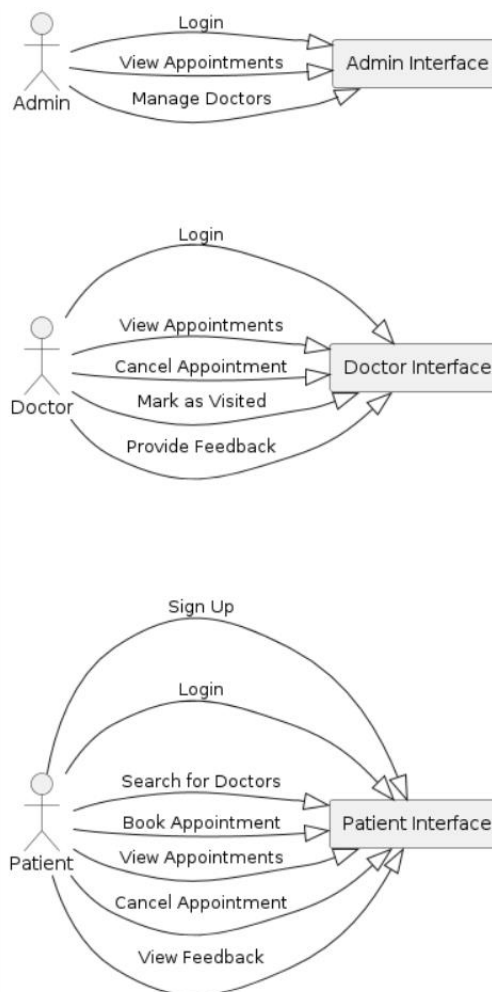 Login
View Appointments
Admin Interface
Manage Doctors
Admin
Login
View Appointments
Doctor Interface
Cancel Appointment
Mark as Visited
Doctor
Provide Feedback
Sign Up
Login
Search for Doctors
Book Appointment
Patient Interface
View Appointments
Patient
Cancel Appointment
View Feedback